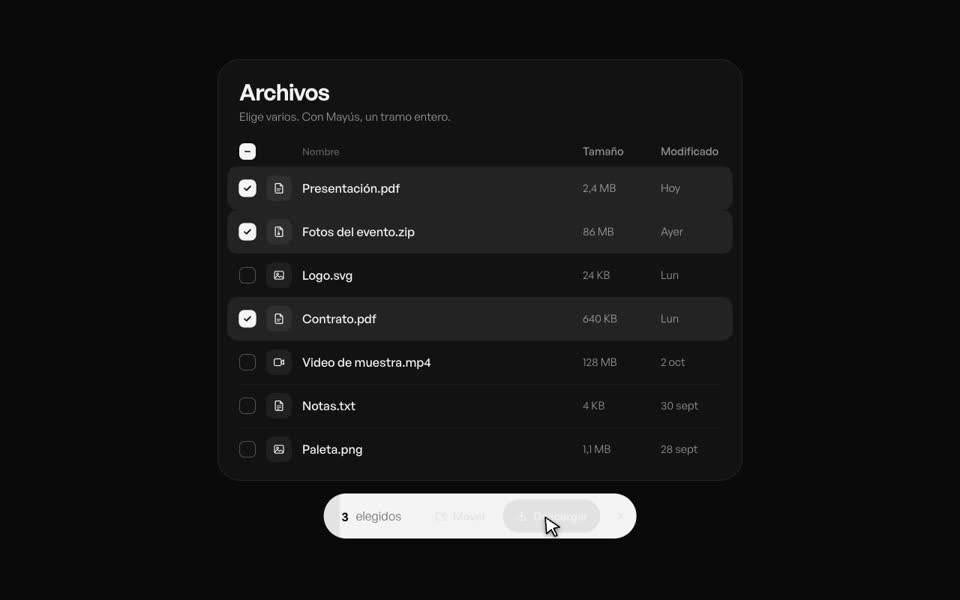 Archivos
Elige varios. Con Mayús, un tramo entero.
Nombre Tamaño Modificado
Presentación.pdf 2,4 MB Hoy
Fotos del evento.zip 86 MB Ayer
Logo.svg 24 KB Lun
Contrato.pdf 640 KB Lun
Video de muestra.mp4 128 MB 2 oct
Notas.txt 4 KB 30 sept
Paleta.png 1,1 MB 28 sept
3 elegidos Mover Descargar